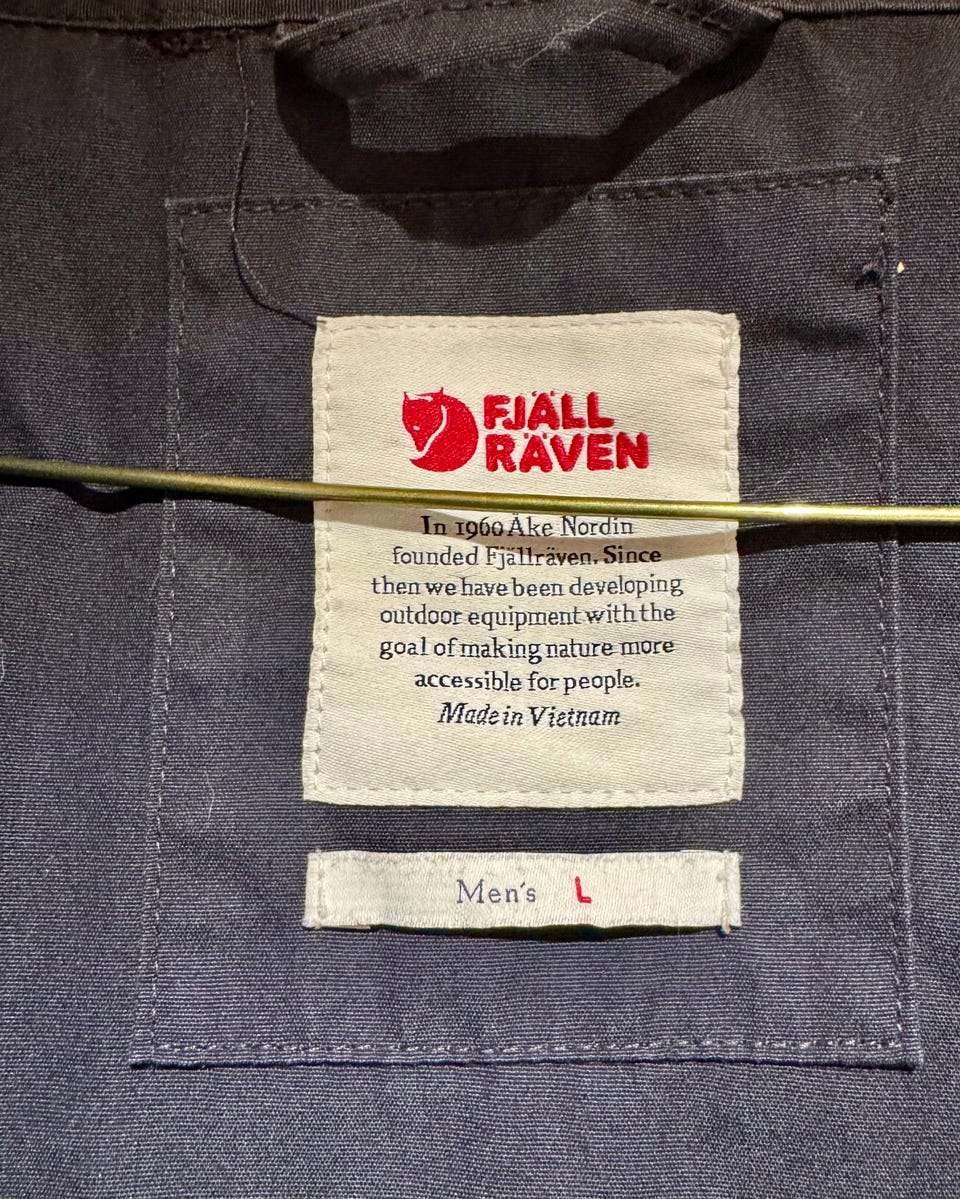 FJÄLL
RÄVEN
In 1960 Åke Nordin
founded Fjällräven. Since
then we have been developing
outdoor equipment with the
goal of making nature more
accessible for people.
Made in Vietnam
Men's L